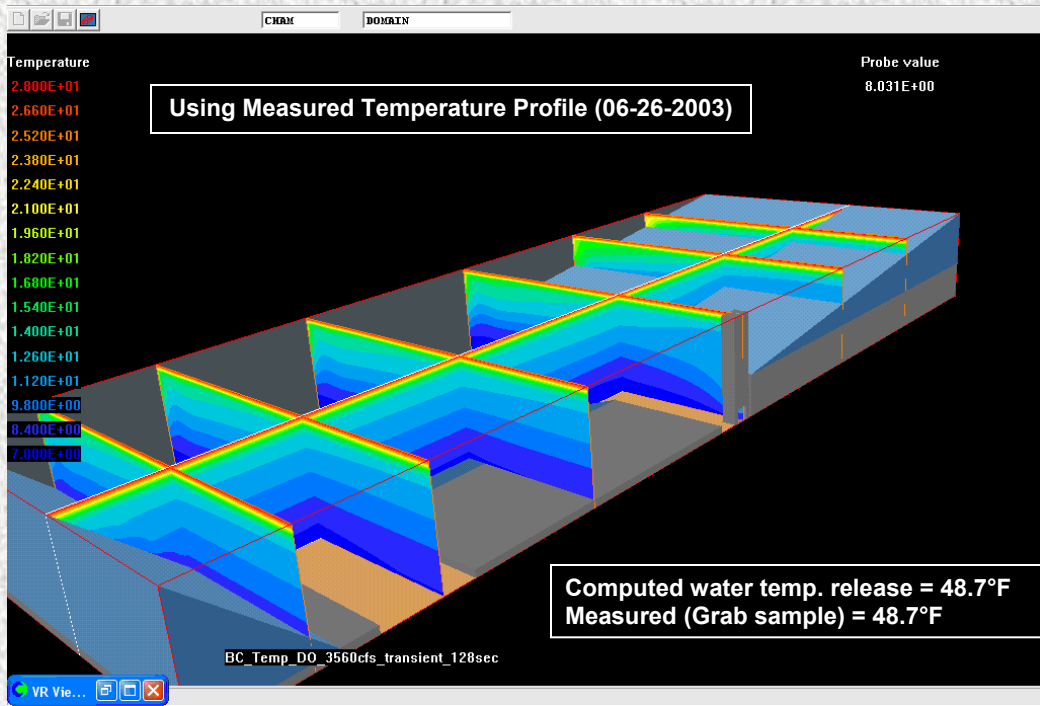 CHAM DOMAIN
Temperature
Probe value
8.031E+00
2.800E+01
2.660E+01
2.520E+01
2.380E+01
2.240E+01
2.100E+01
1.960E+01
1.820E+01
1.680E+01
1.540E+01
1.400E+01
1.260E+01
1.120E+01
9.800E+00
8.400E+00
7.000E+00
Using Measured Temperature Profile (06-26-2003)
Computed water temp. release = 48.7°F
Measured (Grab sample) = 48.7°F
BC_Temp_DO_3560cfs_transient_128sec
VR Vie...